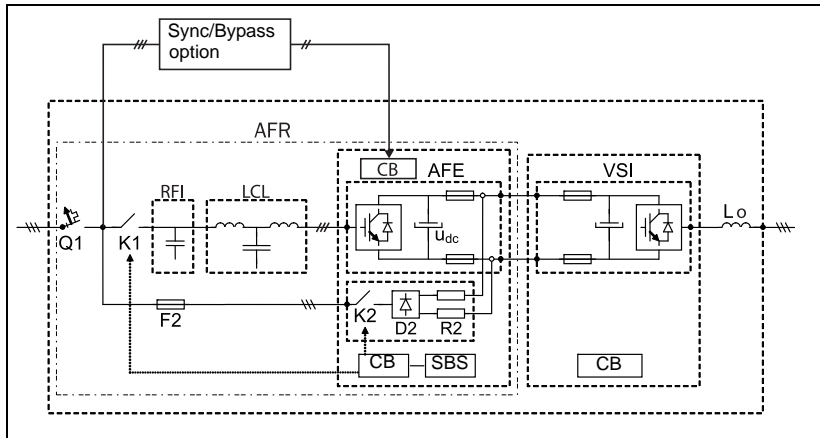 Sync/Bypass
option
AFR
CB
AFE
VSI
RFI
LCL
Lo
Q1
K1
u_dc
F2
K2
D2
R2
CB
SBS
CB